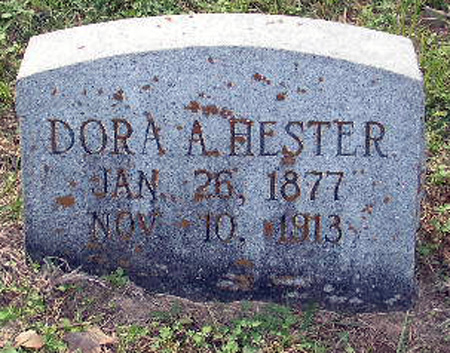 DORA A. HESTER
JAN. 26, 1877
NOV. 10, 1913